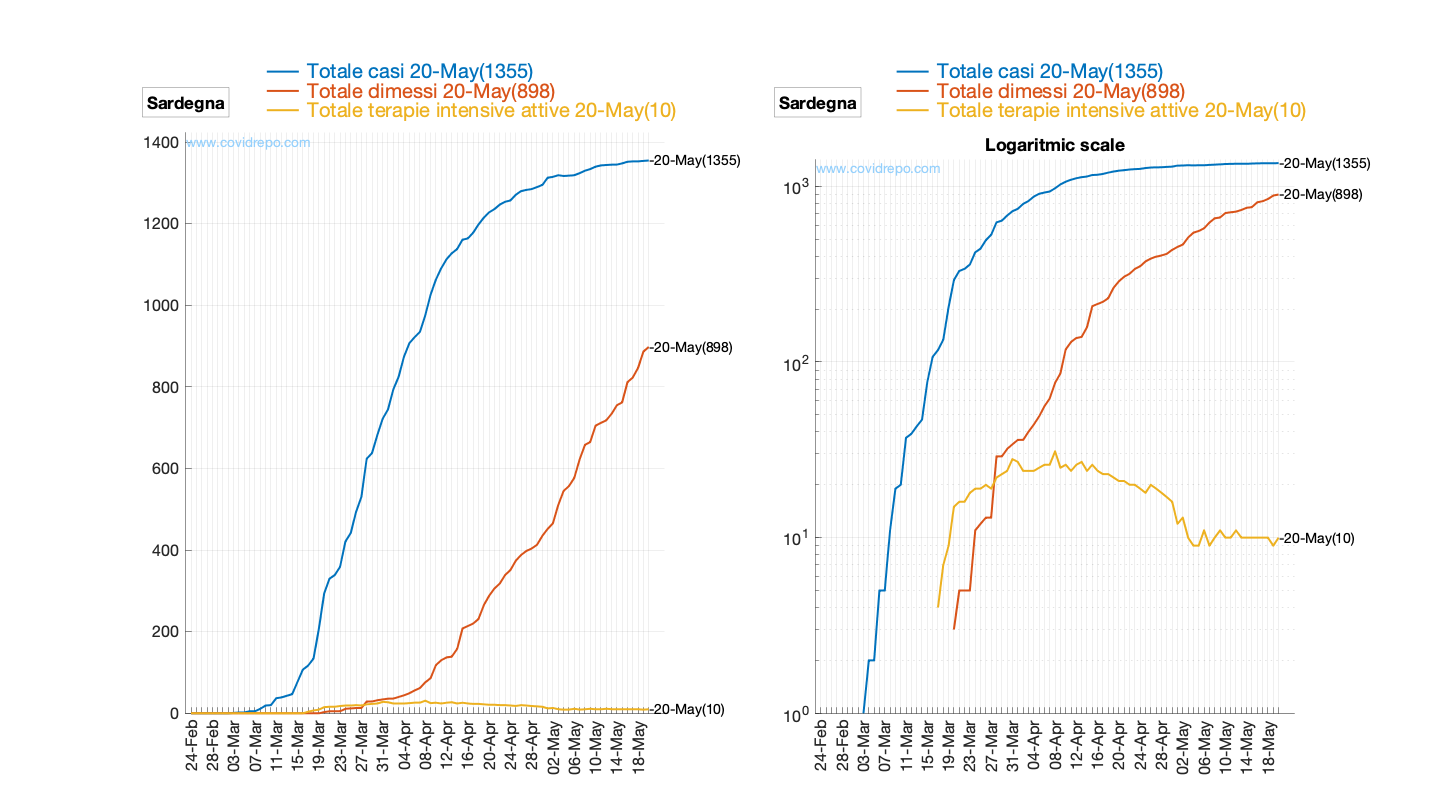 Totale casi 20-May(1355)
Totale dimessi 20-May(898)
Totale terapie intensive attive 20-May(10)
Sardegna
www.covidrepo.com
1400
1200
1000
800
600
400
200
0
20-May(1355)
20-May(898)
20-May(10)
24-Feb
28-Feb
03-Mar
07-Mar
11-Mar
15-Mar
19-Mar
23-Mar
27-Mar
31-Mar
04-Apr
08-Apr
12-Apr
16-Apr
20-Apr
24-Apr
28-Apr
02-May
06-May
10-May
14-May
18-May
Totale casi 20-May(1355)
Totale dimessi 20-May(898)
Totale terapie intensive attive 20-May(10)
Sardegna
Logaritmic scale
www.covidrepo.com
10³
10²
10¹
10⁰
20-May(1355)
20-May(898)
20-May(10)
24-Feb
28-Feb
03-Mar
07-Mar
11-Mar
15-Mar
19-Mar
23-Mar
27-Mar
31-Mar
04-Apr
08-Apr
12-Apr
16-Apr
20-Apr
24-Apr
28-Apr
02-May
06-May
10-May
14-May
18-May